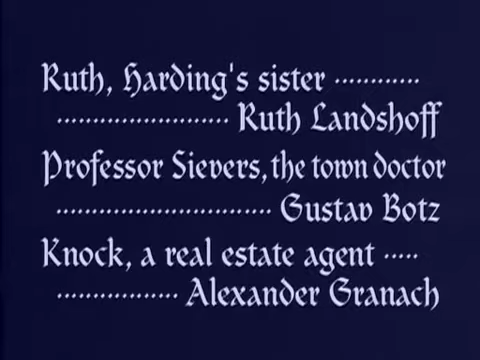 Ruth, Harding's sister ............
........................ Ruth Landshoff
Professor Sievers, the town doctor
.............................. Gustav Botz
Knock, a real estate agent .....
................. Alexander Granach